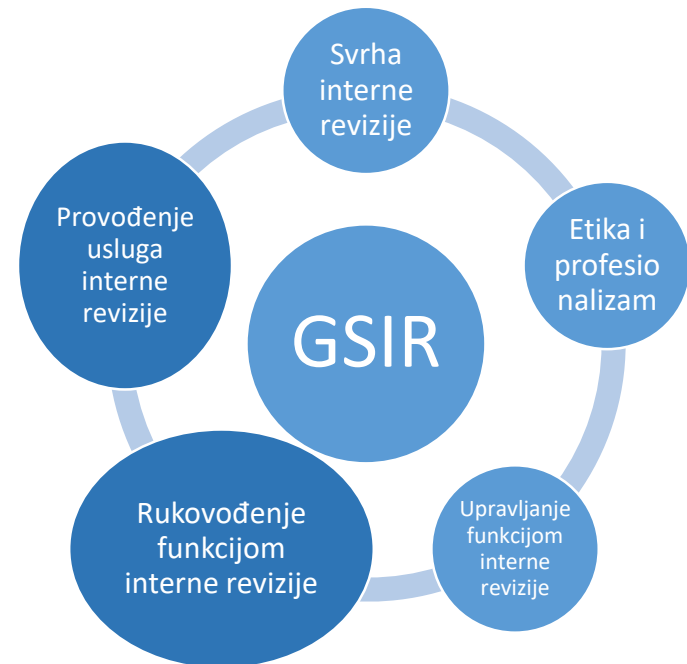 Svrha
interne
revizije
Etika i
profesio
nalizam
Upravljanje
funkcijom
interne
revizije
Rukovođenje
funkcijom
interne revizije
Provođenje
usluga
interne
revizije
GSIR